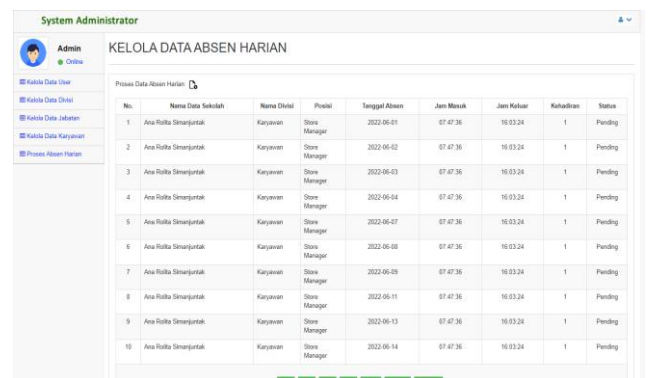 System Administrator
Admin
Online
Kelola Data User
Kelola Data Divisi
Kelola Data Jabatan
Kelola Data Karyawan
Proses Absen Harian
KELOLA DATA ABSEN HARIAN
Proses Data Absen Harian
No. Nama Data Sekolah Nama Divisi Posisi Tanggal Absen Jam Masuk Jam Keluar Kehadiran Status
1 Ana Rolita Simanjuntak Karyawan Store Manager 2022-06-01 07:47:36 16:03:24 1 Pending
2 Ana Rolita Simanjuntak Karyawan Store Manager 2022-06-02 07:47:36 16:03:24 1 Pending
3 Ana Rolita Simanjuntak Karyawan Store Manager 2022-06-03 07:47:36 16:03:24 1 Pending
4 Ana Rolita Simanjuntak Karyawan Store Manager 2022-06-04 07:47:36 16:03:24 1 Pending
5 Ana Rolita Simanjuntak Karyawan Store Manager 2022-06-07 07:47:36 16:03:24 1 Pending
6 Ana Rolita Simanjuntak Karyawan Store Manager 2022-06-08 07:47:36 16:03:24 1 Pending
7 Ana Rolita Simanjuntak Karyawan Store Manager 2022-06-09 07:47:36 16:03:24 1 Pending
8 Ana Rolita Simanjuntak Karyawan Store Manager 2022-06-11 07:47:36 16:03:24 1 Pending
9 Ana Rolita Simanjuntak Karyawan Store Manager 2022-06-13 07:47:36 16:03:24 1 Pending
10 Ana Rolita Simanjuntak Karyawan Store Manager 2022-06-14 07:47:36 16:03:24 1 Pending